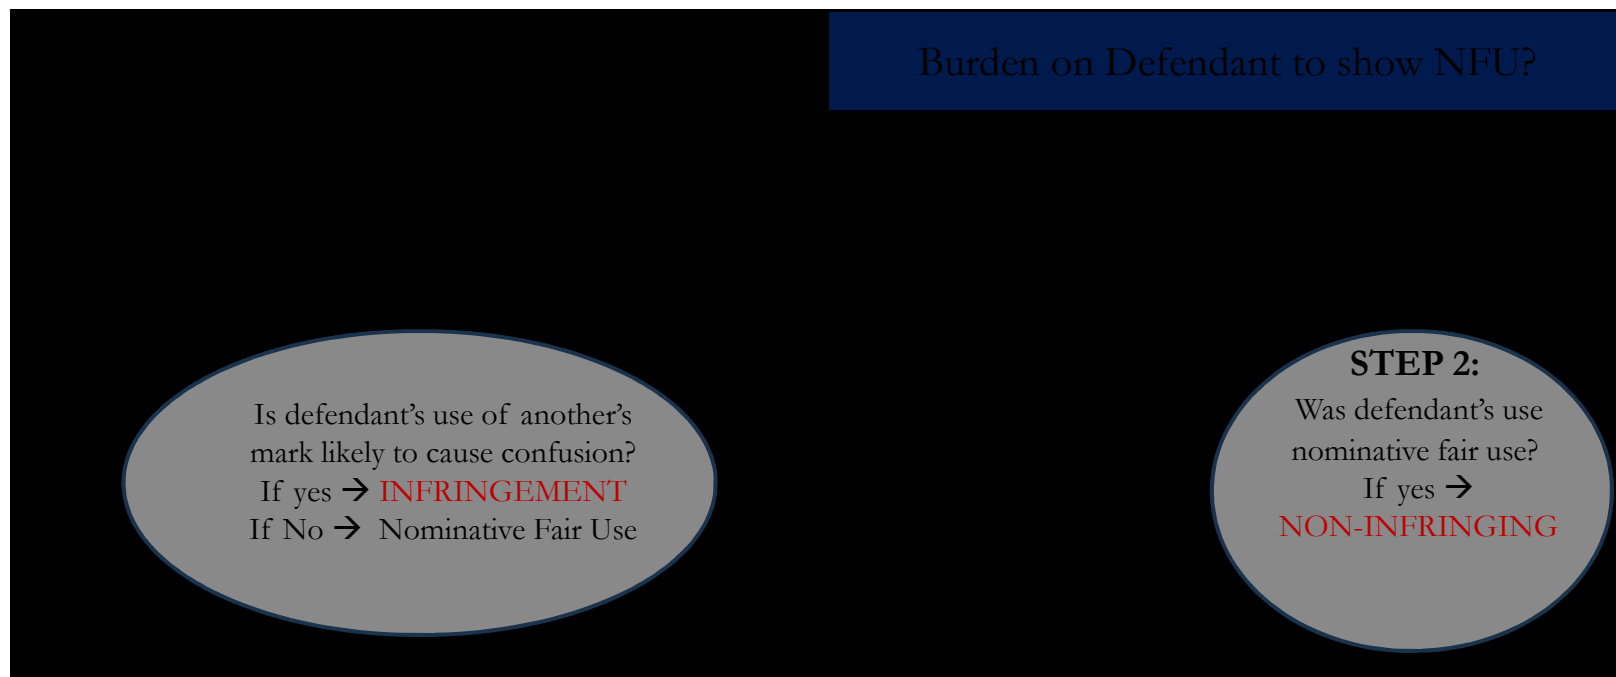 Burden on Defendant to show NFU?
Is defendant’s use of another’s
mark likely to cause confusion?
If yes → INFRINGEMENT
If No → Nominative Fair Use
STEP 2:
Was defendant’s use
nominative fair use?
If yes →
NON-INFRINGING